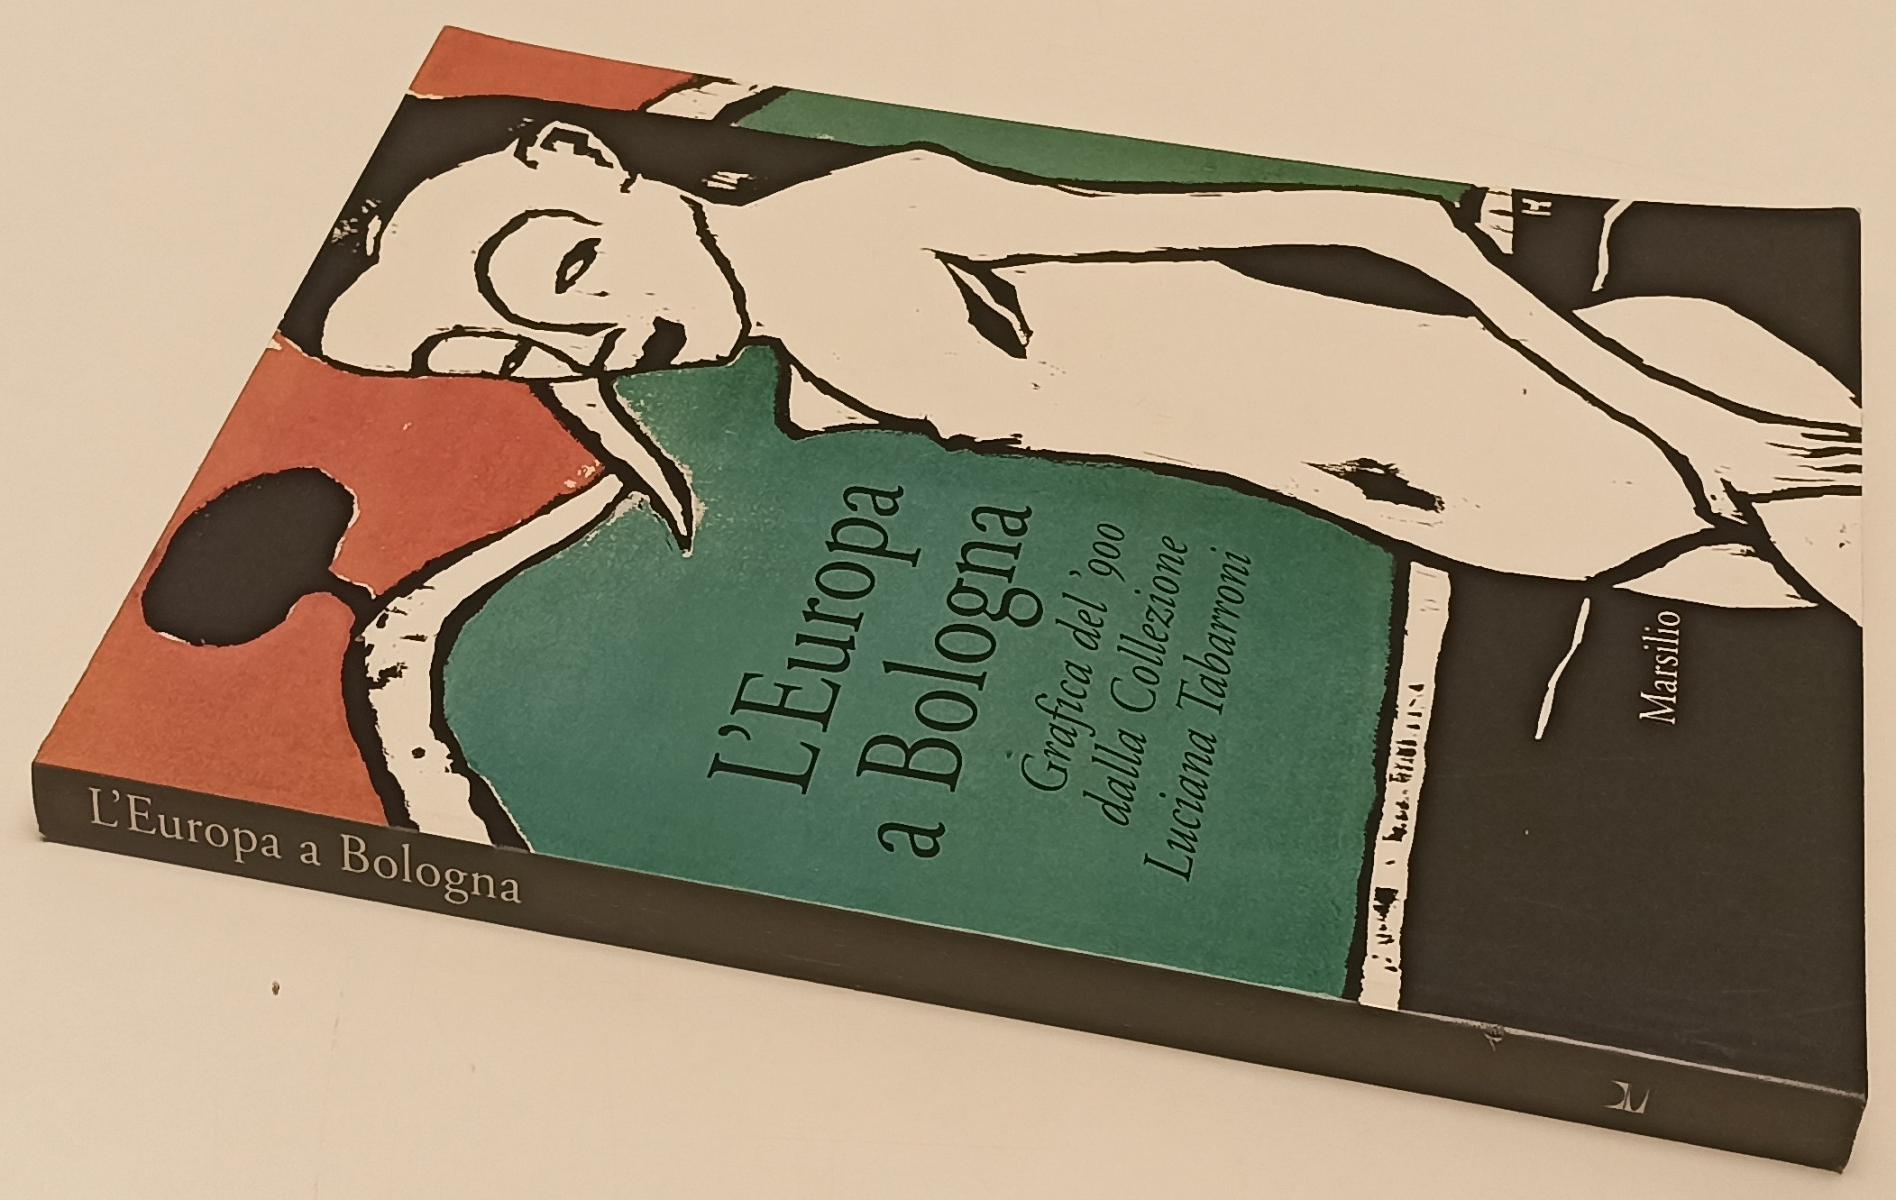 L'Europa
a Bologna
Grafica del '900
dalla Collezione
Luciana Tabarroni
Marsilio
L'Europa a Bologna